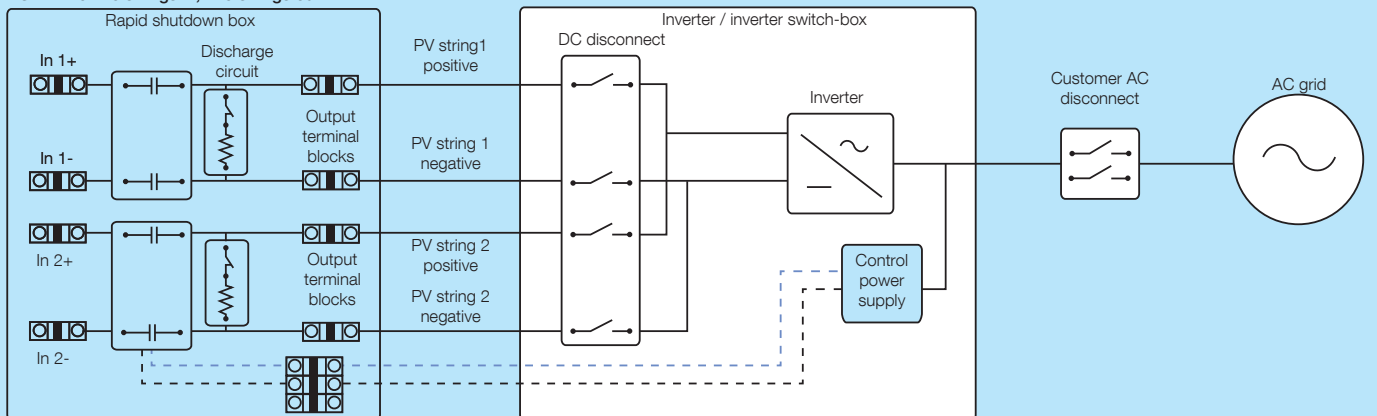 Rapid shutdown box
Inverter / inverter switch-box
In 1+
Discharge
circuit
PV string1
positive
DC disconnect
Output
terminal
blocks
In 1-
PV string 1
negative
Inverter
Customer AC
disconnect
AC grid
In 2+
Output
terminal
blocks
PV string 2
positive
PV string 2
negative
Control
power
supply
In 2-